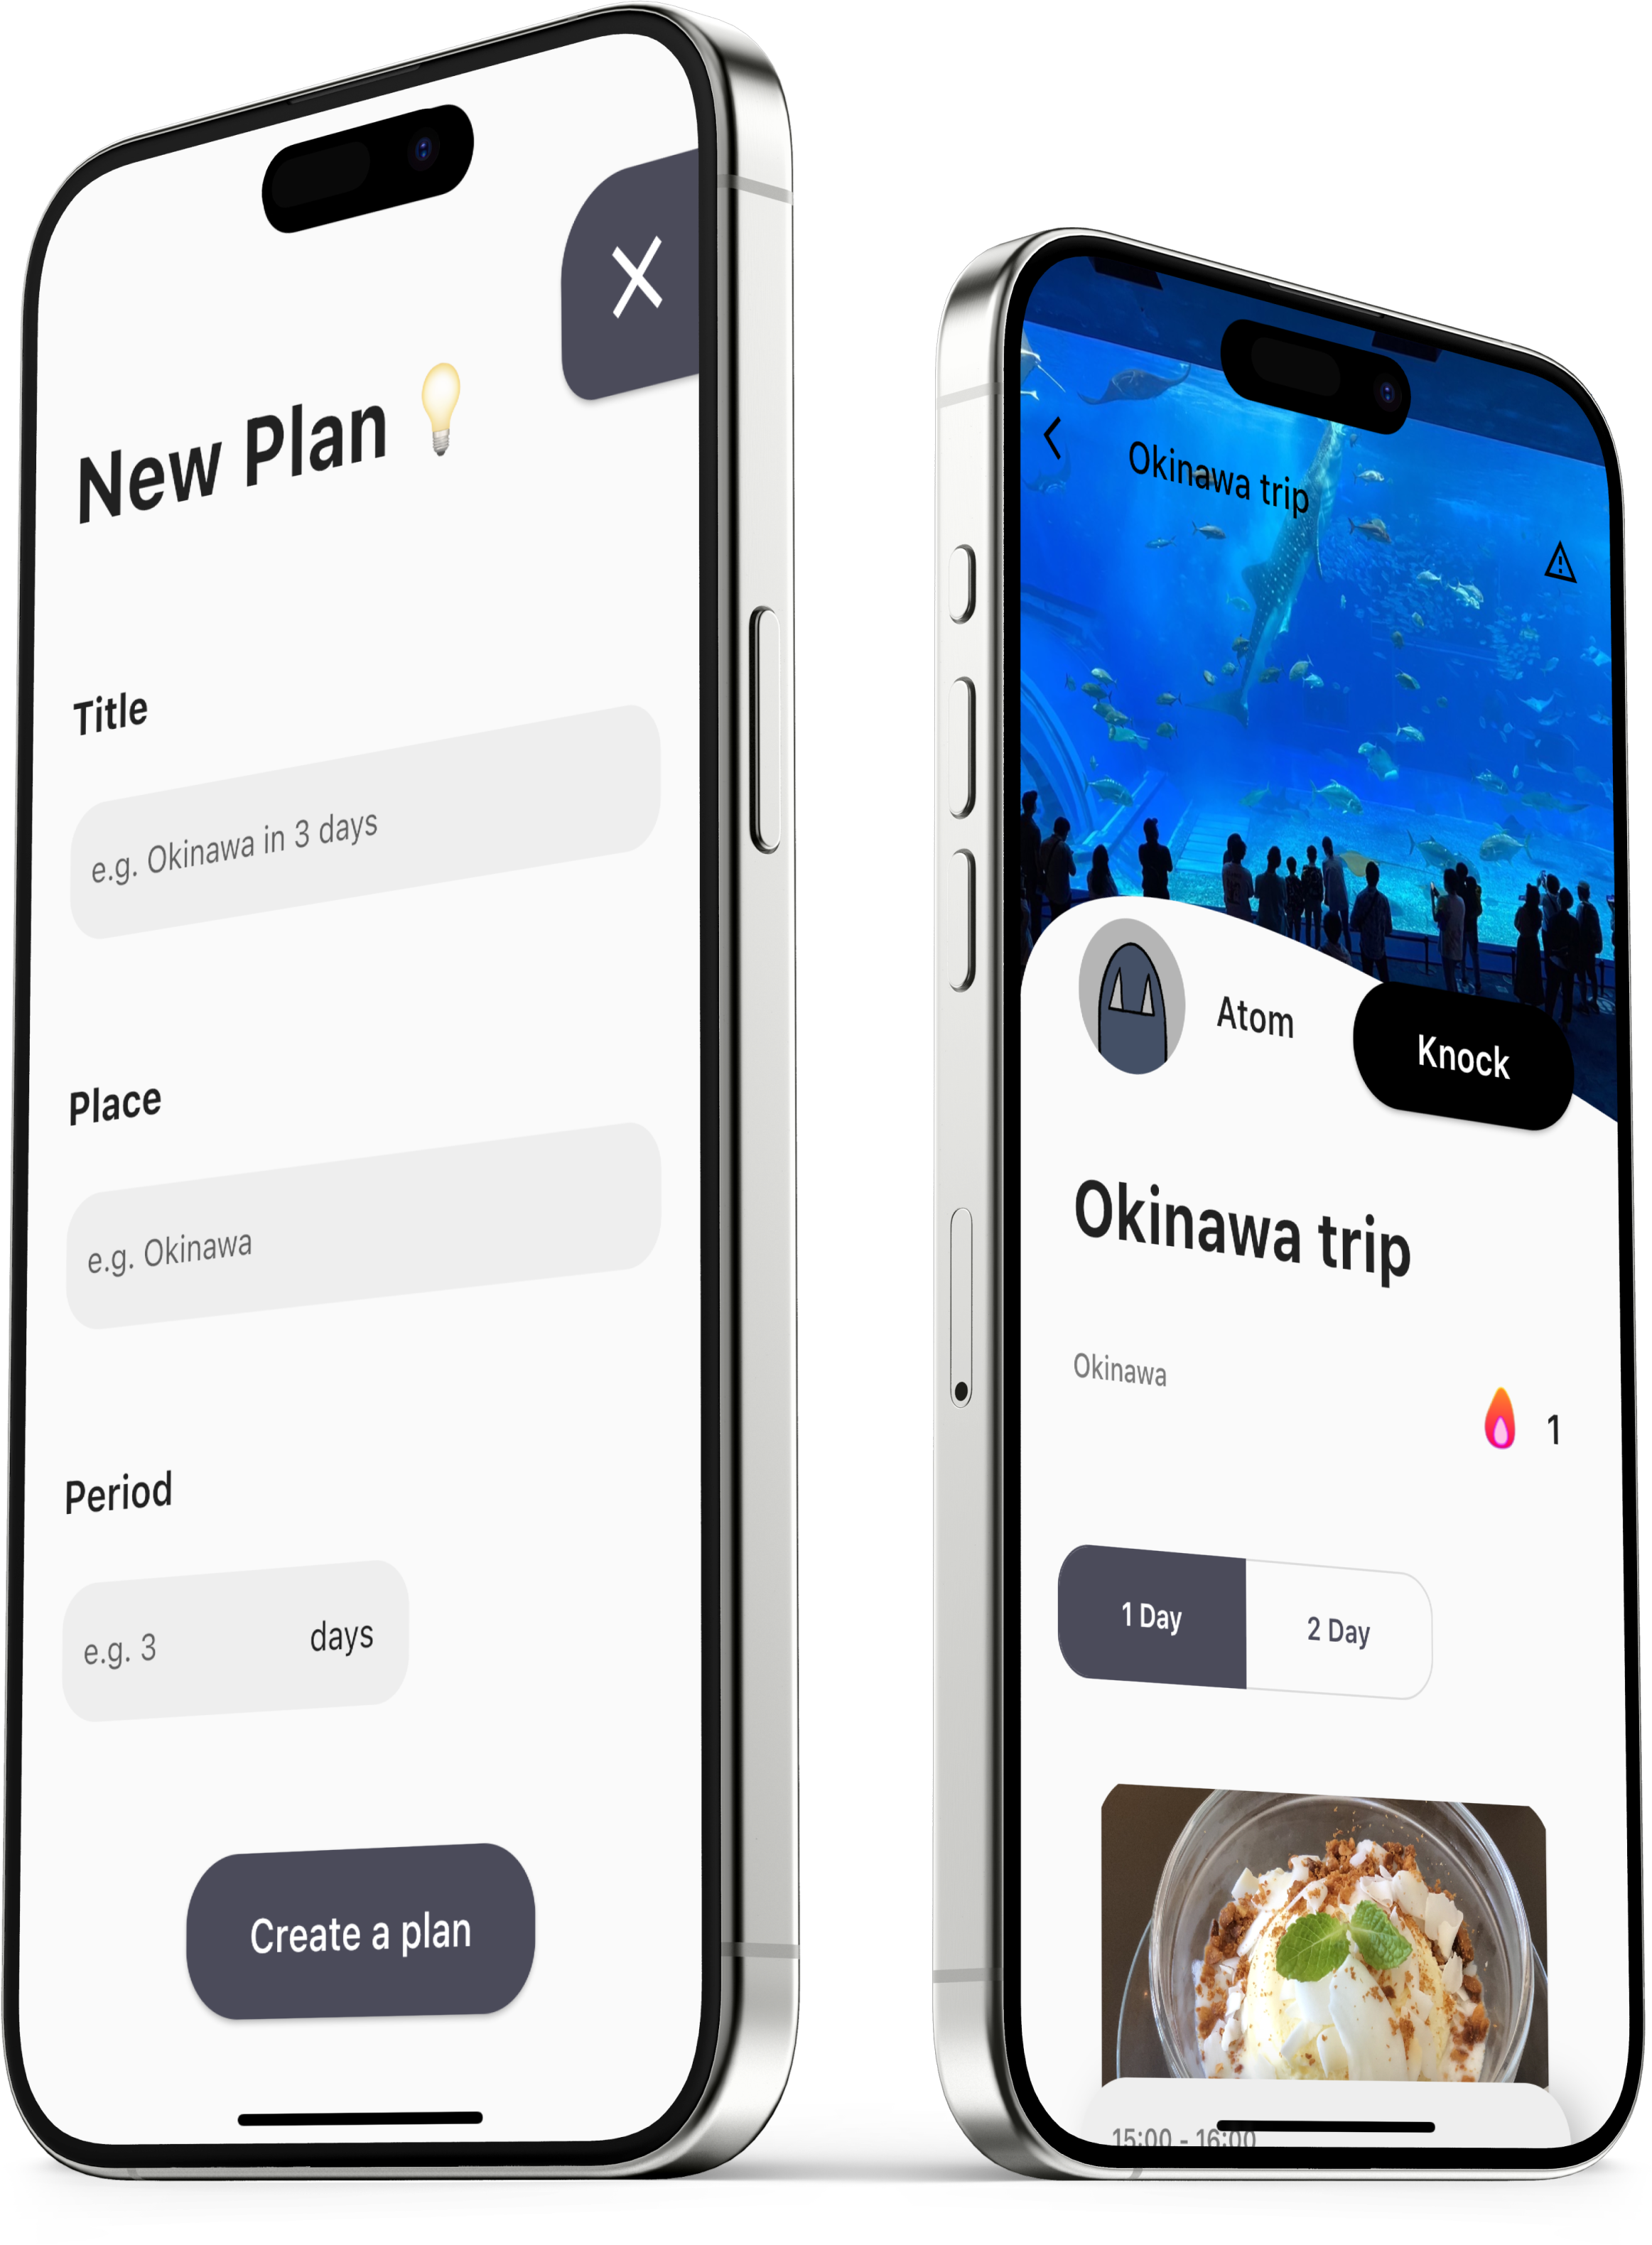 New Plan 💡
Title
e.g. Okinawa in 3 days
Place
e.g. Okinawa
Period
e.g. 3 days
Create a plan
Okinawa trip
Atom
Knock
Okinawa trip
Okinawa
1
1 Day 2 Day
15:00 - 16:00